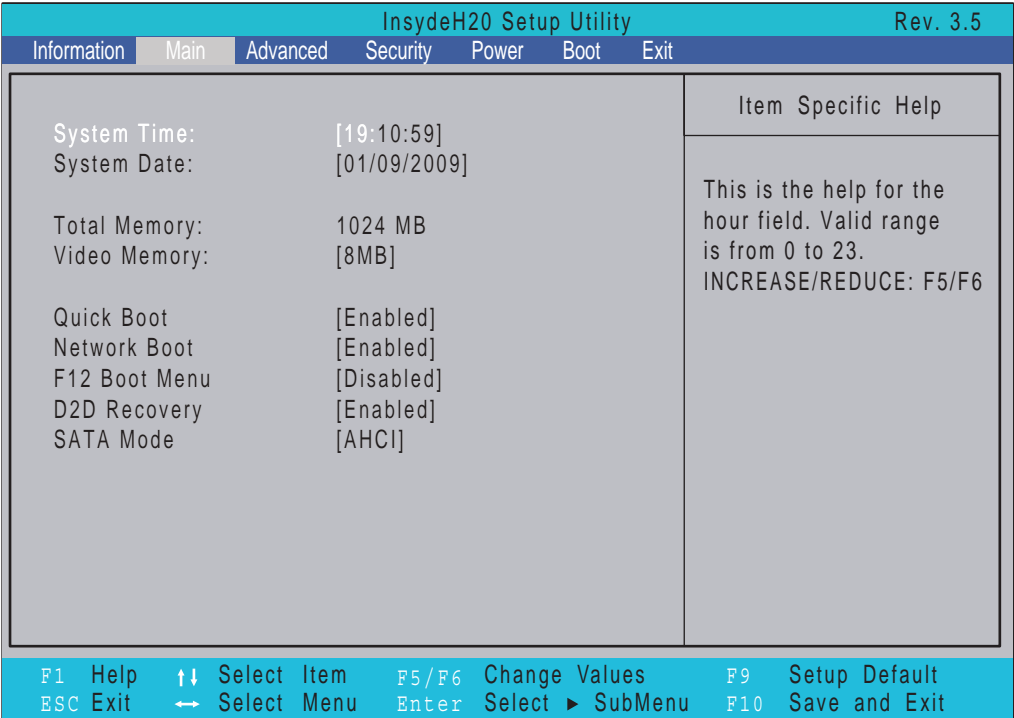 InsydeH20 Setup Utility Rev. 3.5
Information Main Advanced Security Power Boot Exit
Item Specific Help
System Time: [19:10:59]
System Date: [01/09/2009]
This is the help for the
hour field. Valid range
is from 0 to 23.
INCREASE/REDUCE: F5/F6
Total Memory: 1024 MB
Video Memory: [8MB]
Quick Boot [Enabled]
Network Boot [Enabled]
F12 Boot Menu [Disabled]
D2D Recovery [Enabled]
SATA Mode [AHCI]
F1 Help ↑↓ Select Item F5/F6 Change Values F9 Setup Default
ESC Exit ↔ Select Menu Enter Select ▶ SubMenu F10 Save and Exit